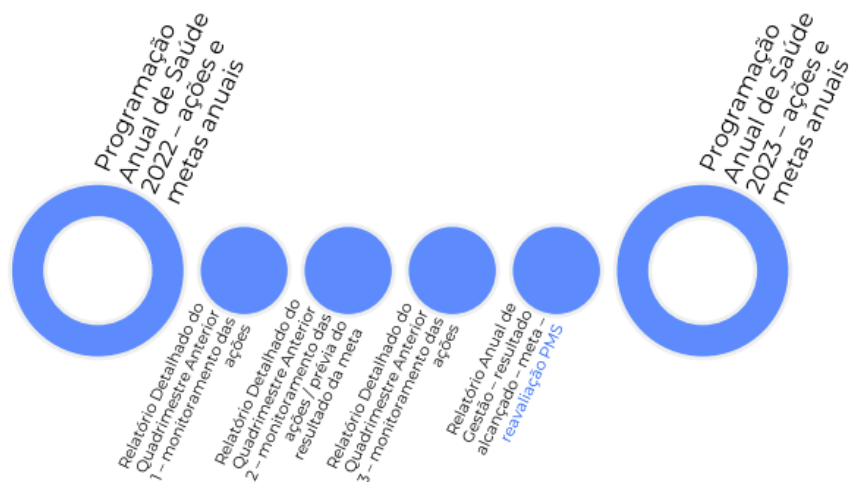 Programação
Anual de Saúde
2022 – ações e
metas anuais
Relatório Detalhado do
Quadrimestre Anterior
1 – monitoramento das
ações
Relatório Detalhado do
Quadrimestre Anterior
2 – monitoramento das
ações / prévia do
resultado da meta
Relatório Detalhado do
Quadrimestre Anterior
3 – monitoramento das
ações
Relatório Anual de
Gestão – resultado
alcançado – meta –
reavaliação PMS
Programação
Anual de Saúde
2023 – ações e
metas anuais